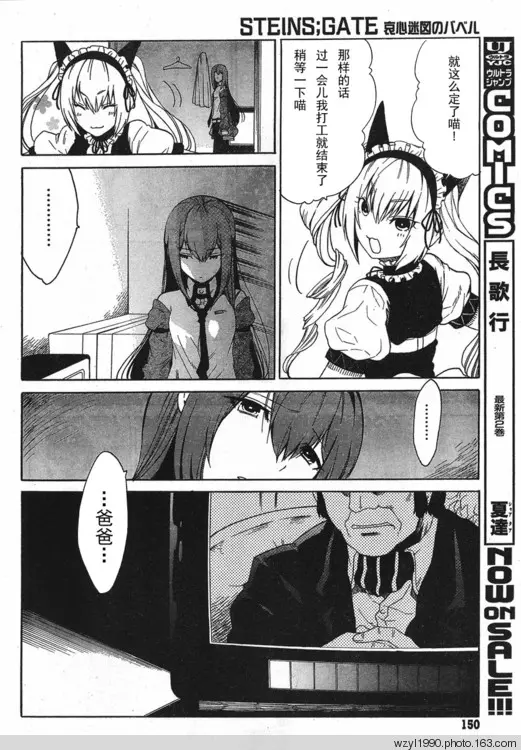 STEINS;GATE 哀心迷図のバベル
就这么定了喵！
那样的话
过一会儿我打工就结束了
稍等一下喵
…………
……
…爸爸…
UJ
YJC
ウルトラ
ジャンプ
COMICS
長歌行
最新第2巻
夏達
NOW ON SALE!!!
150
wzyl1990.photo.163.com